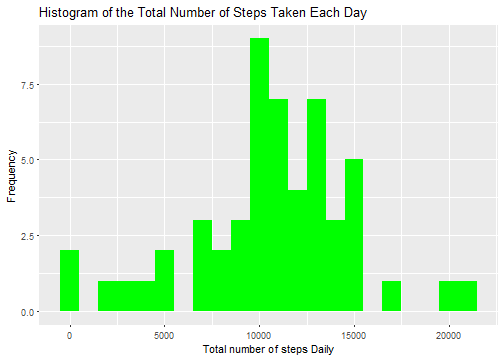 Histogram of the Total Number of Steps Taken Each Day
Frequency
7.5
5.0
2.5
0.0
0 5000 10000 15000 20000
Total number of steps Daily